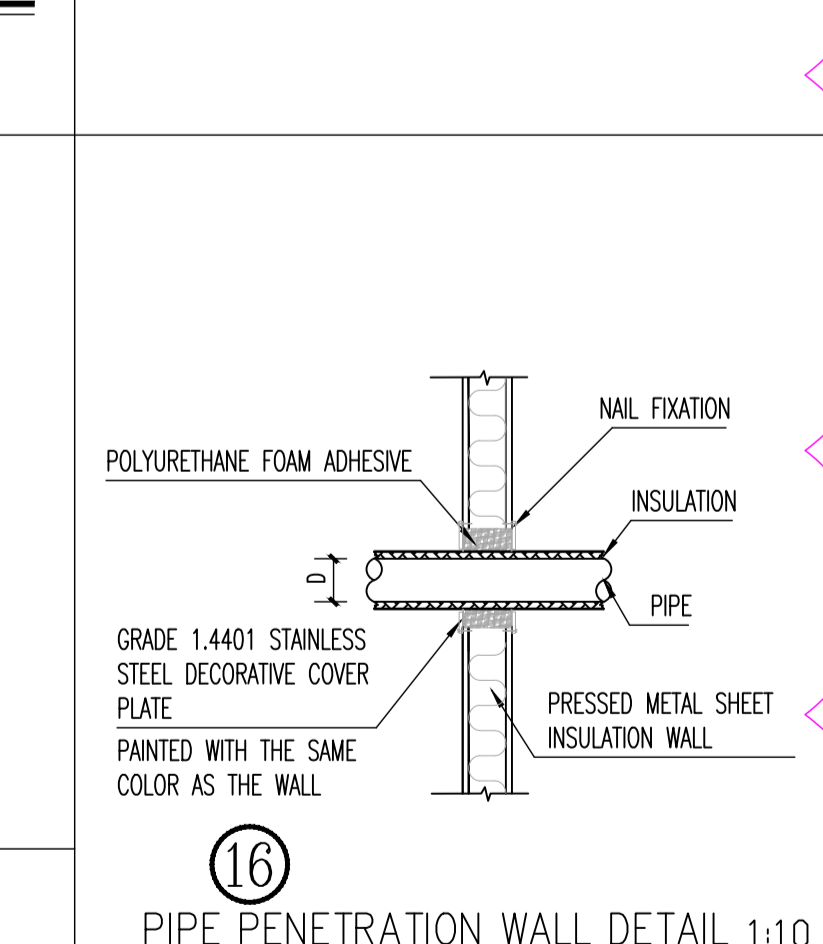 NAIL FIXATION
POLYURETHANE FOAM ADHESIVE
INSULATION
D
PIPE
GRADE 1.4401 STAINLESS
STEEL DECORATIVE COVER
PLATE
PAINTED WITH THE SAME
COLOR AS THE WALL
PRESSED METAL SHEET
INSULATION WALL
16
PIPE PENETRATION WALL DETAIL 1:10